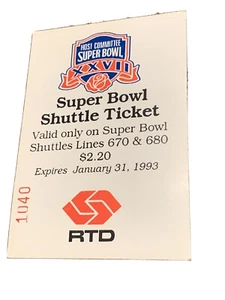 HOST COMMITTEE
SUPER BOWL
XXVII
Super Bowl
Shuttle Ticket
Valid only on Super Bowl
Shuttles Lines 670 & 680
$2.20
Expires January 31, 1993
1040
RTD